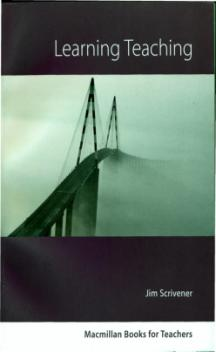 Learning Teaching
Jim Scrivener
Macmillan Books for Teachers